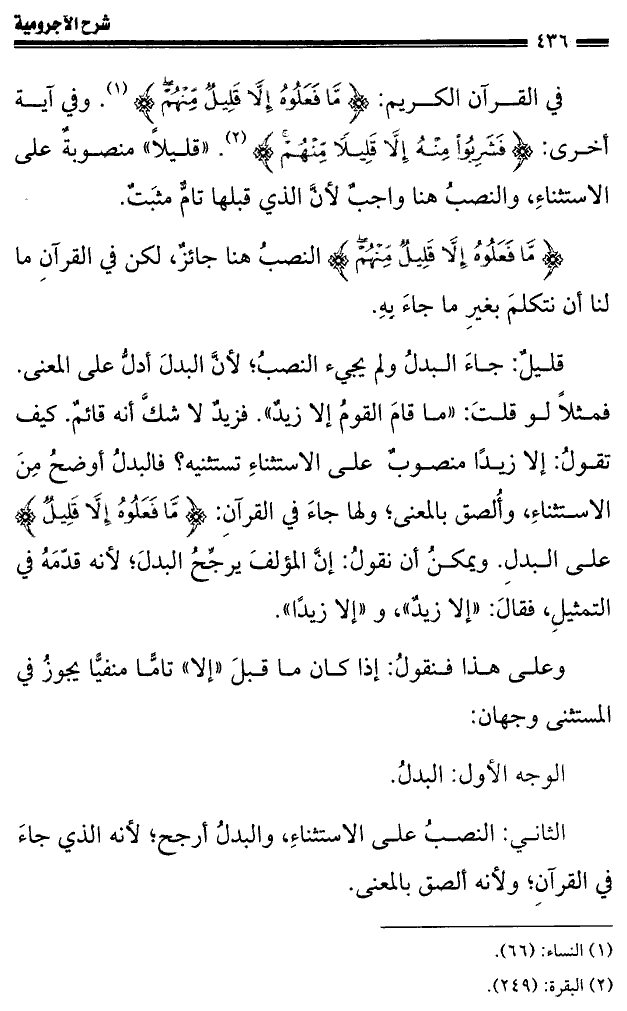 شرح الآجرومية
٤٣٦
في القرآن الكريم: ﴿ مَّا فَعَلُوهُ إِلَّا قَلِيلٌ مِّنْهُمْ ۖ ﴾ (١). وفي آية
أخرى: ﴿ فَشَرِبُوا۟ مِنْهُ إِلَّا قَلِيلًا مِّنْهُمْ ۚ ﴾ (٢). «قليلاً» منصوبةٌ على
الاستثناءِ، والنصبُ هنا واجبٌ لأنَّ الذي قبلها تامٌّ مثبَتٌ.
﴿ مَّا فَعَلُوهُ إِلَّا قَلِيلٌ مِّنْهُمْ ۖ ﴾ النصبُ هنا جائزٌ، لكن في القرآنِ ما
لنا أن نتكلمَ بغيرِ ما جاءَ بِهِ.
قليلٌ: جاءَ البدلُ ولم يجيء النصبُ؛ لأنَّ البدلَ أدلُّ على المعنى.
فمثلاً لو قلتَ: «ما قامَ القومُ إلا زيدٌ». فزيدٌ لا شكَّ أنه قائمٌ. كيف
تقولُ: إلا زيدًا منصوبٌ على الاستثناءِ تستثنيه؟ فالبدلُ أوضحُ مِنَ
الاستثناءِ، وأُلصق بالمعنى؛ ولها جاءَ في القرآنِ: ﴿ مَّا فَعَلُوهُ إِلَّا قَلِيلٌ ﴾
على البدلِ. ويمكنُ أن نقولُ: إنَّ المؤلفَ يرجِّحُ البدلَ؛ لأنه قدّمَهُ في
التمثيلِ، فقالَ: «إلا زيدٌ»، و «إلا زيدًا».
وعلى هذا فنقولُ: إذا كان ما قبلَ «إلا» تامًّا منفيًّا يجوزُ في
المستثنى وجهان:
الوجه الأول: البدلُ.
الثاني: النصبُ على الاستثناءِ، والبدلُ أرجح؛ لأنه الذي جاءَ
في القرآنِ؛ ولأنه ألصق بالمعنى.
(١) النساء: (٦٦).
(٢) البقرة: (٢٤٩).